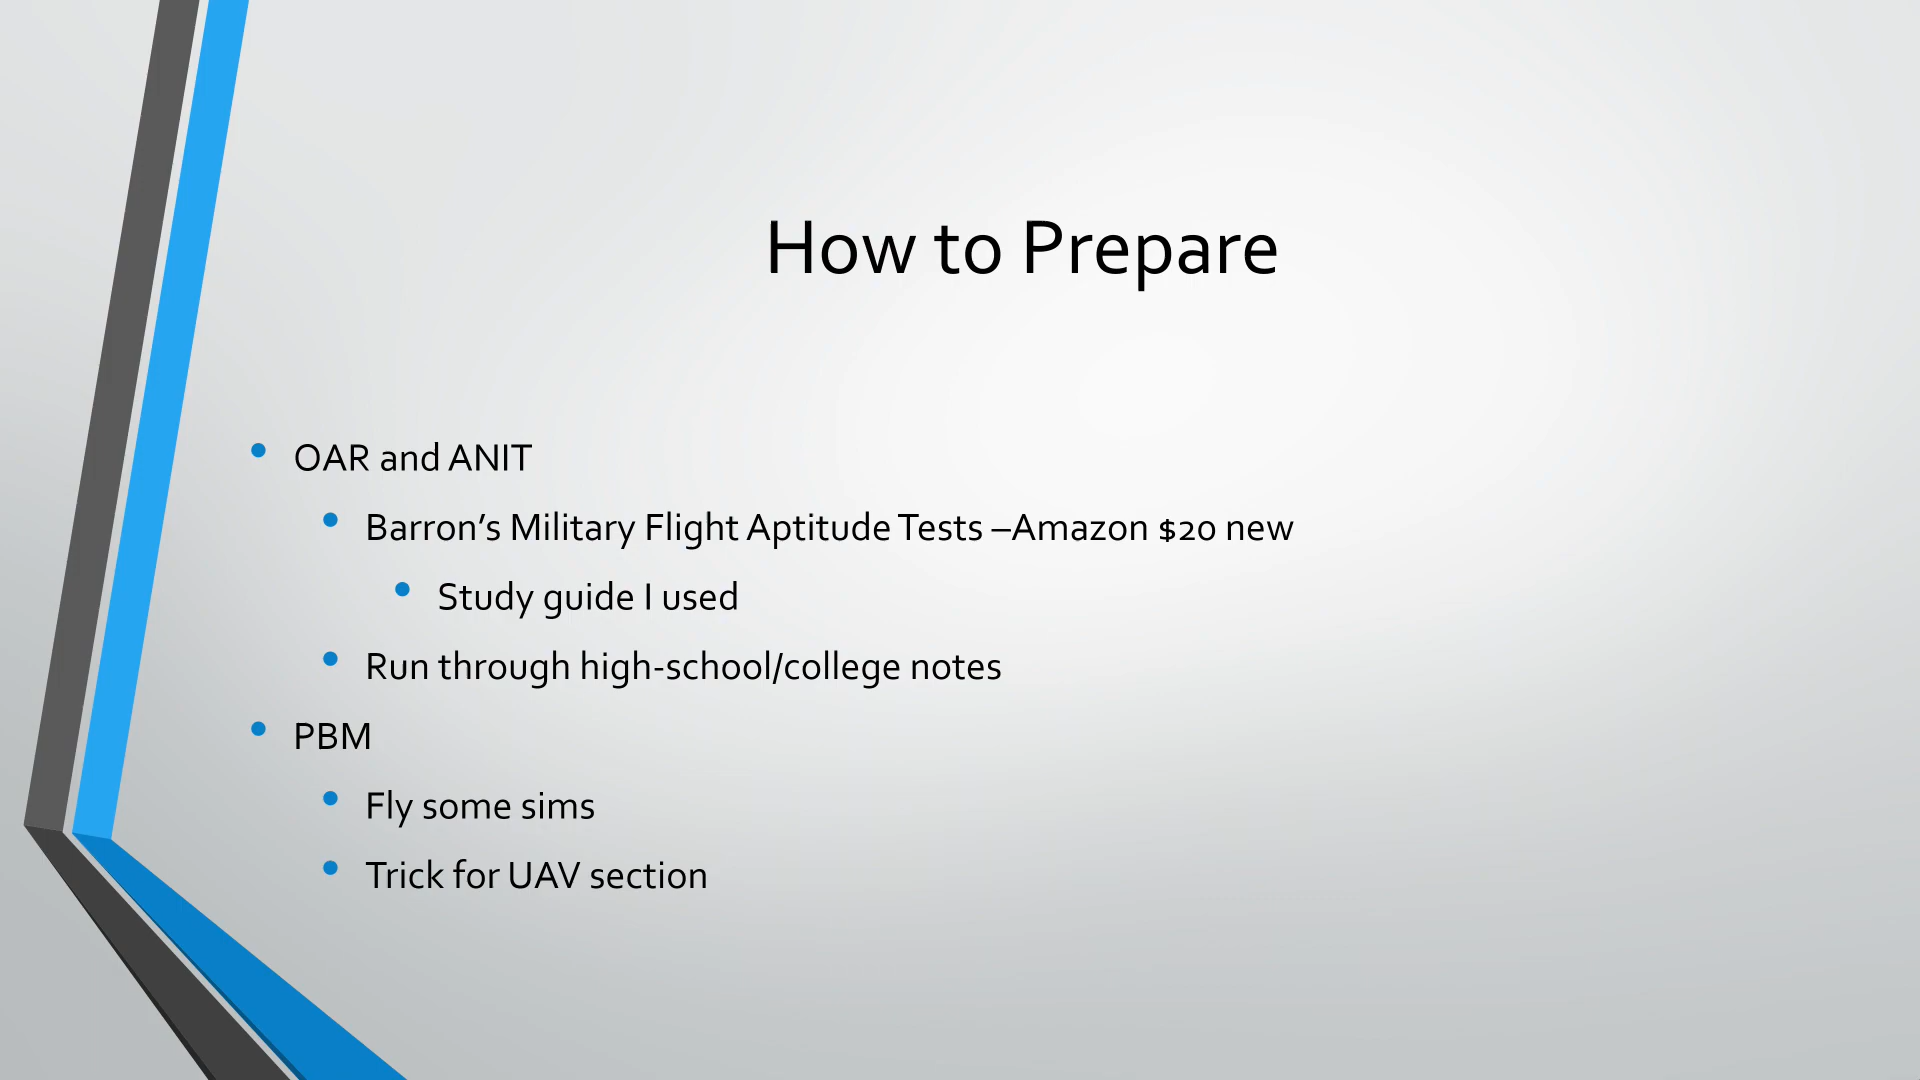 How to Prepare
• OAR and ANIT
• Barron’s Military Flight Aptitude Tests –Amazon $20 new
• Study guide I used
• Run through high-school/college notes
• PBM
• Fly some sims
• Trick for UAV section